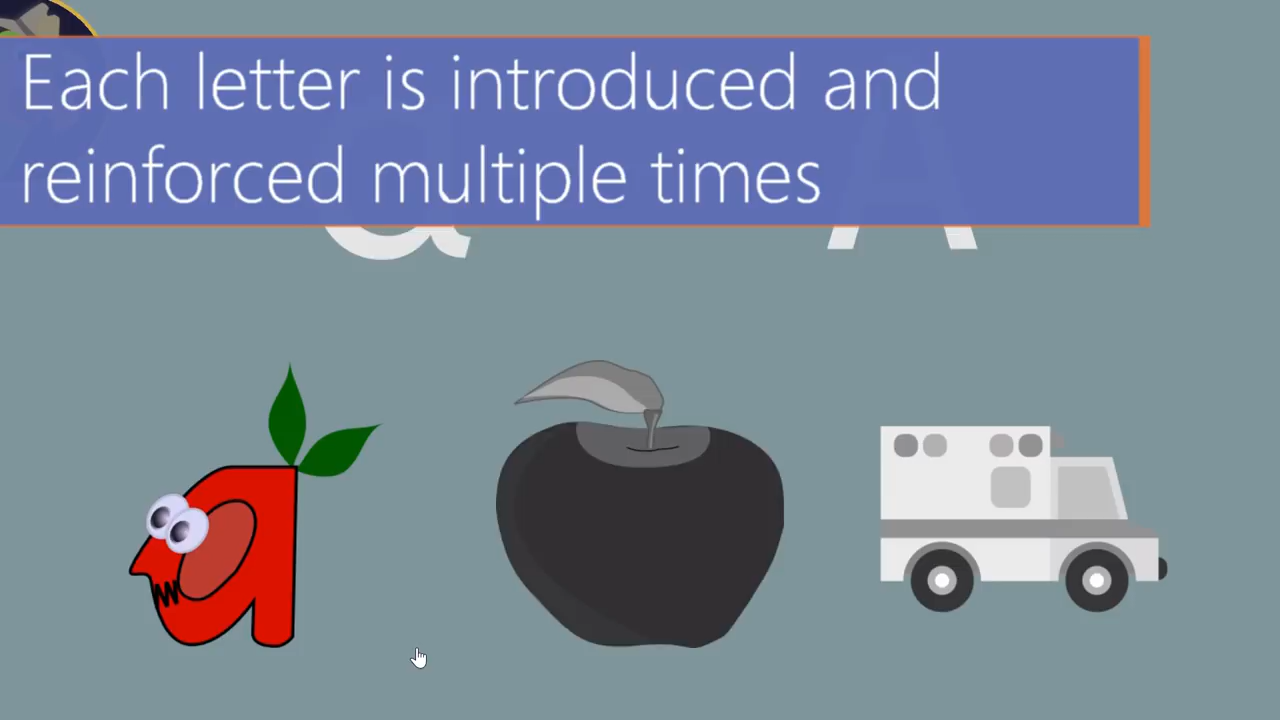 Each letter is introduced and
reinforced multiple times
a A
a